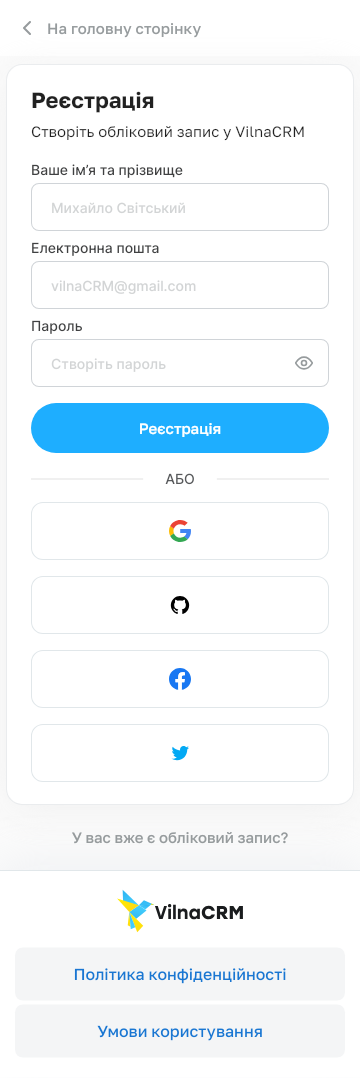 На головну сторінку
Реєстрація
Створіть обліковий запис у VilnaCRM
Ваше ім’я та прізвище
Михайло Світський
Електронна пошта
vilnaCRM@gmail.com
Пароль
Створіть пароль
Реєстрація
АБО
У вас вже є обліковий запис?
VilnaCRM
Політика конфіденційності
Умови користування